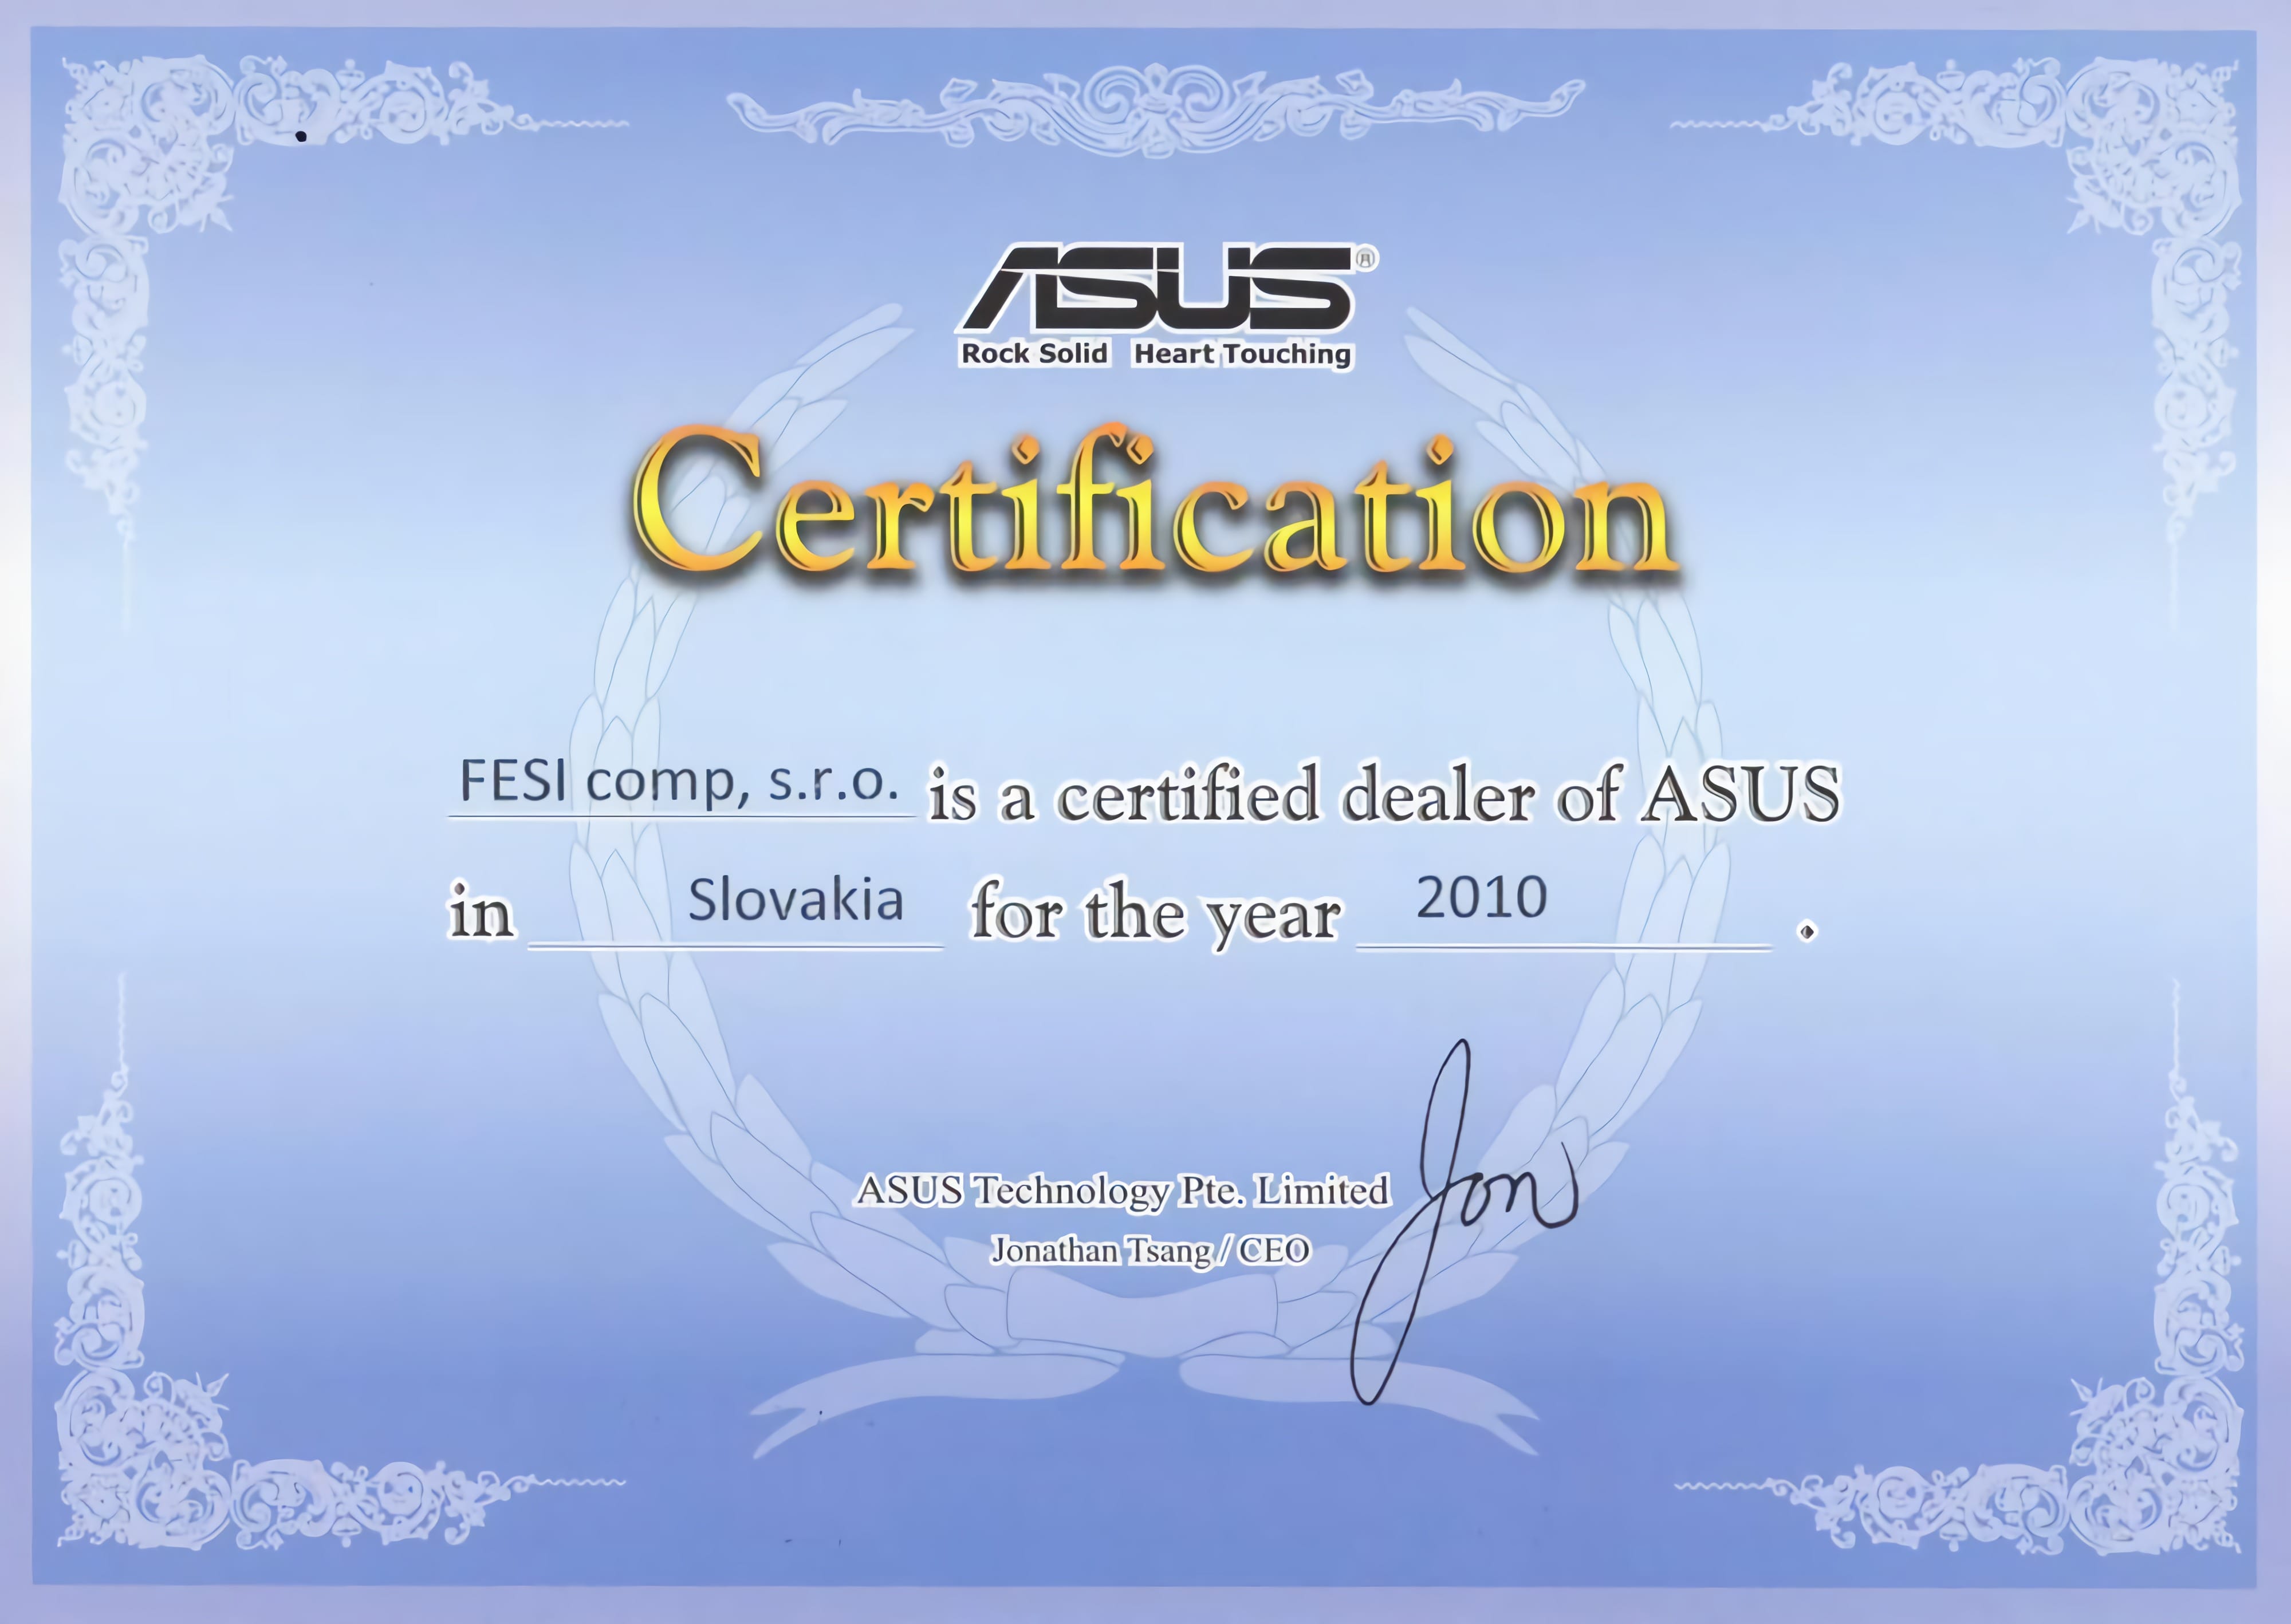 ASUS®
Rock Solid Heart Touching
Certification
FESI comp, s.r.o. is a certified dealer of ASUS
in Slovakia for the year 2010 .
ASUS Technology Pte. Limited
Jonathan Tsang / CEO
Jon